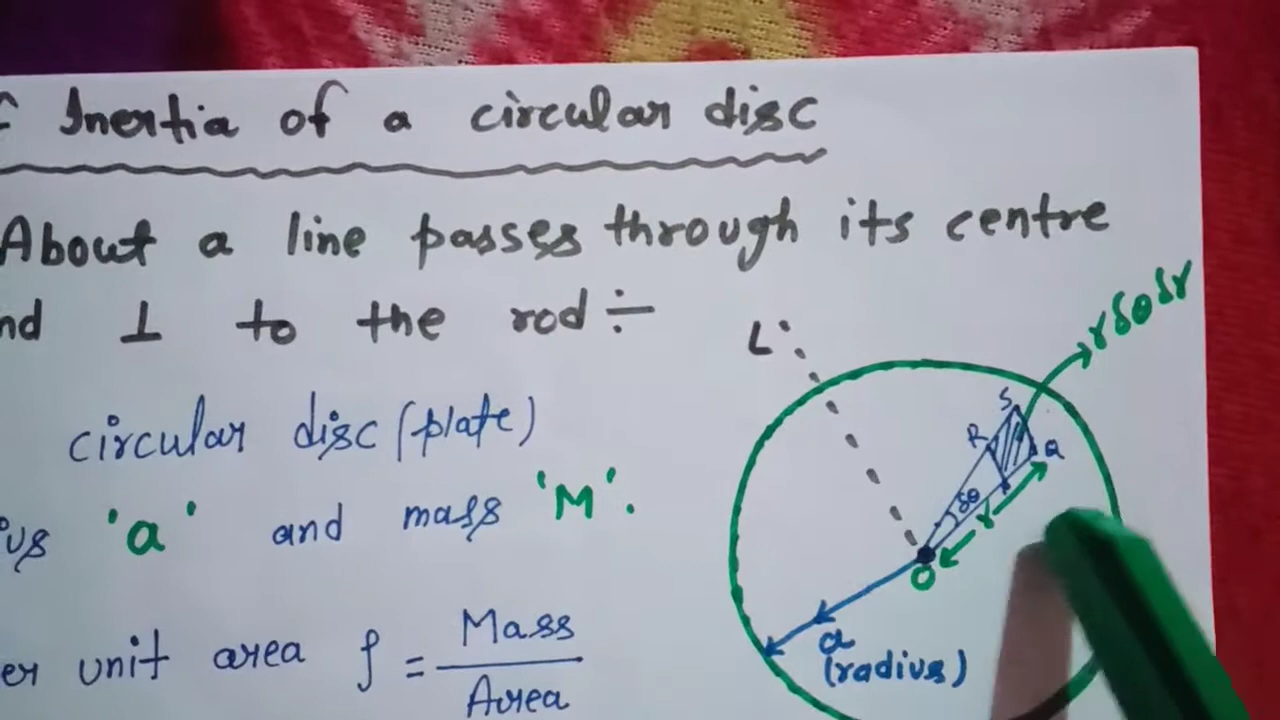 Inertia of a circular disc
About a line passes through its centre
nd ⊥ to the rod ÷
circular disc (plate)
'a' and mass 'M'.
er unit area ρ = Mass
Area
L
rδθδr
S
R
Q
δθ
r
O
a
(radius)